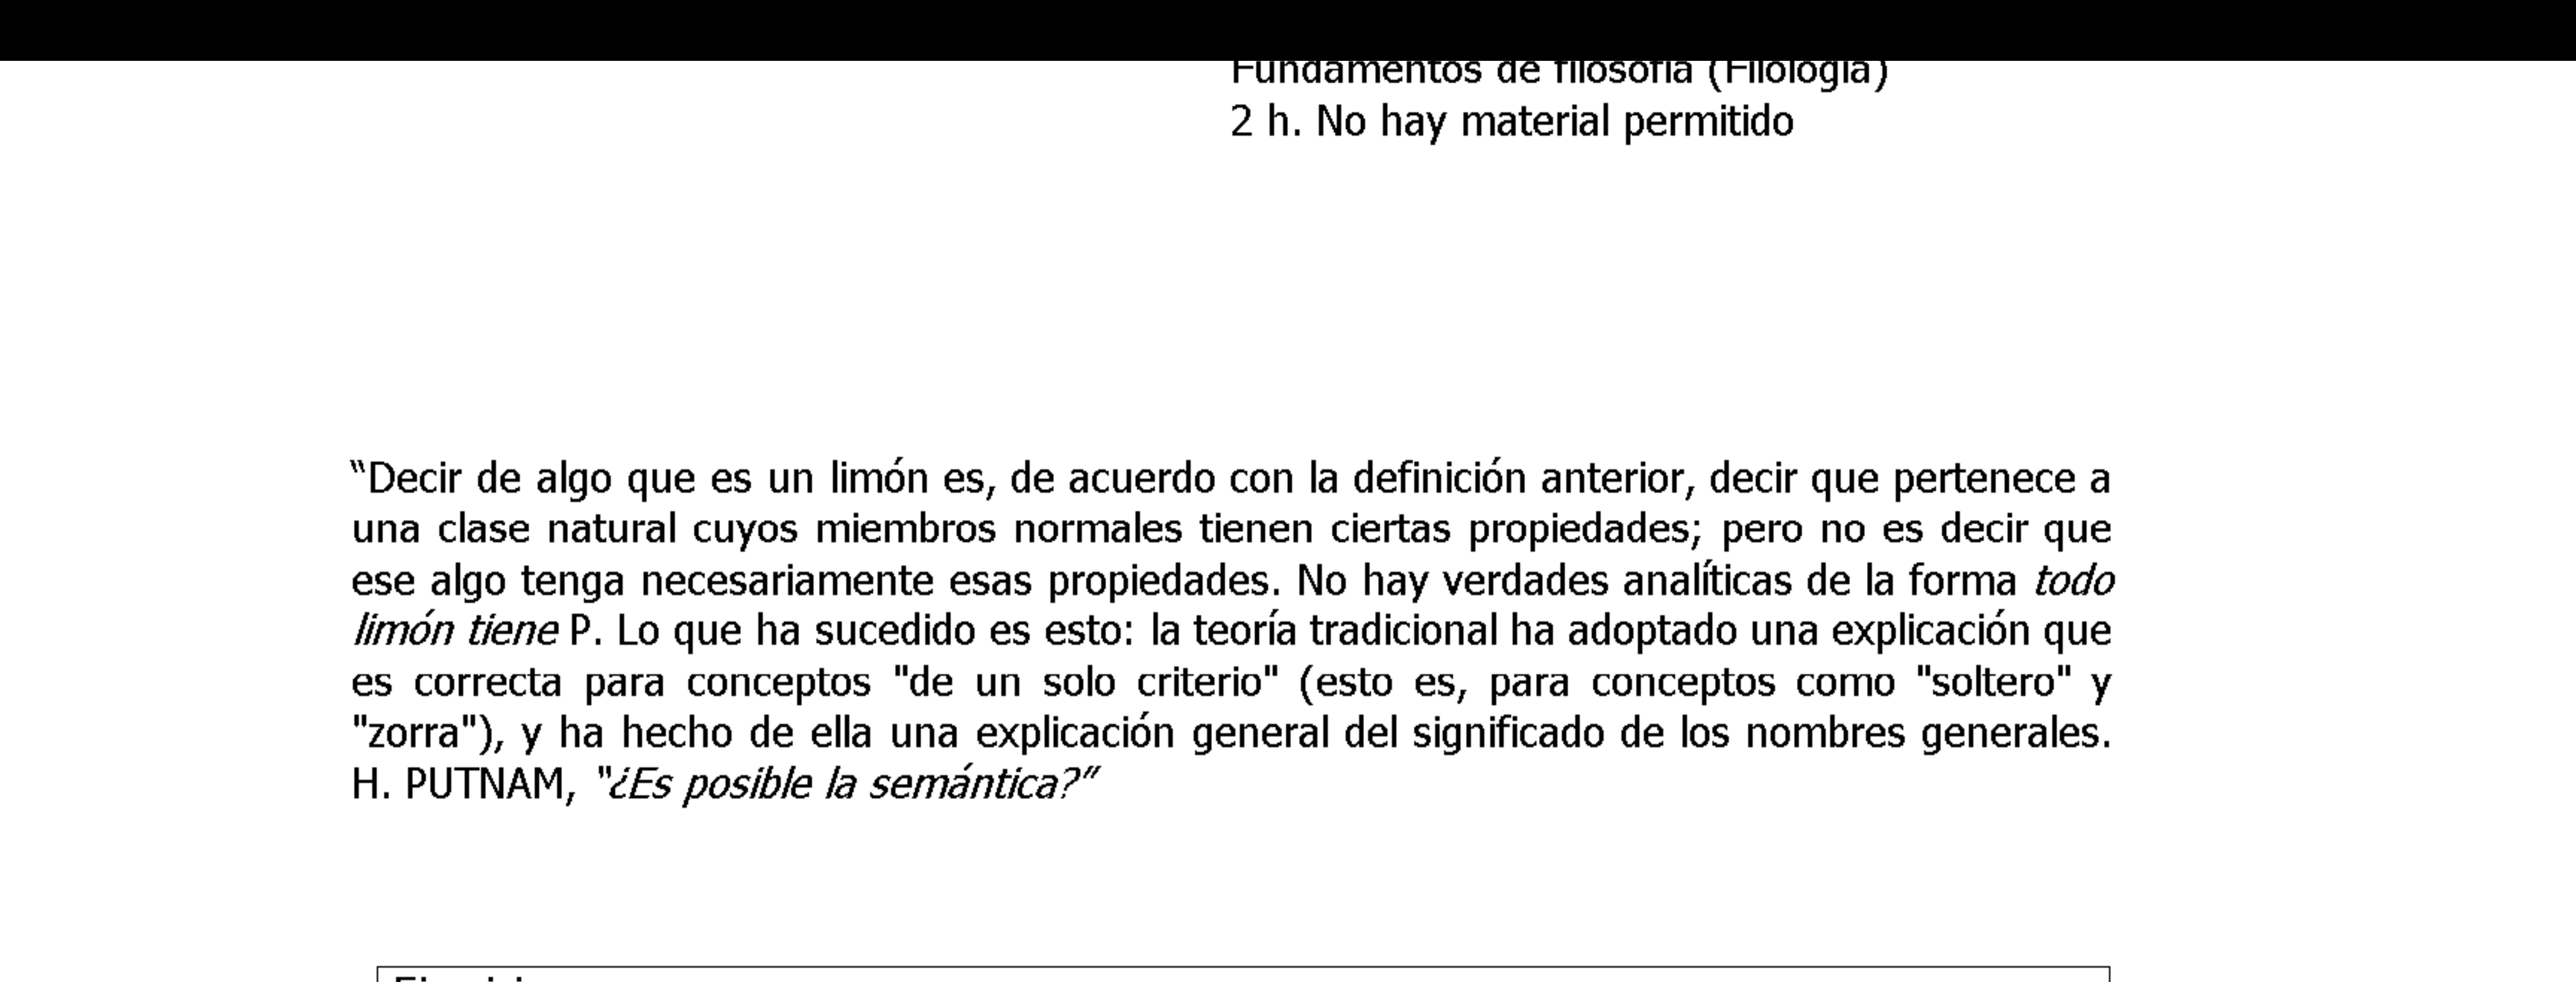 Fundamentos de filosofía (Filología)
2 h. No hay material permitido
“Decir de algo que es un limón es, de acuerdo con la definición anterior, decir que pertenece a
una clase natural cuyos miembros normales tienen ciertas propiedades; pero no es decir que
ese algo tenga necesariamente esas propiedades. No hay verdades analíticas de la forma todo
limón tiene P. Lo que ha sucedido es esto: la teoría tradicional ha adoptado una explicación que
es correcta para conceptos "de un solo criterio" (esto es, para conceptos como "soltero" y
"zorra"), y ha hecho de ella una explicación general del significado de los nombres generales.
H. PUTNAM, “¿Es posible la semántica?”